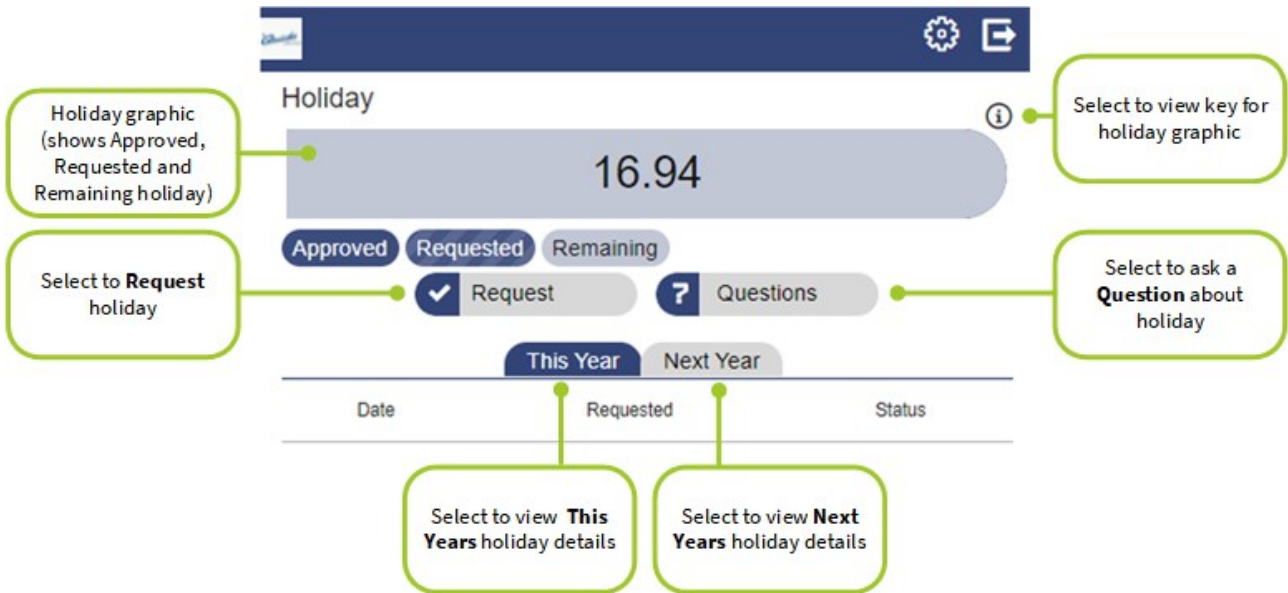 Holiday
Holiday graphic
(shows Approved,
Requested and
Remaining holiday)
Select to view key for
holiday graphic
16.94
Approved Requested Remaining
Select to Request
holiday
Request
? Questions
Select to ask a
Question about
holiday
This Year Next Year
Date Requested Status
Select to view This
Years holiday details
Select to view Next
Years holiday details